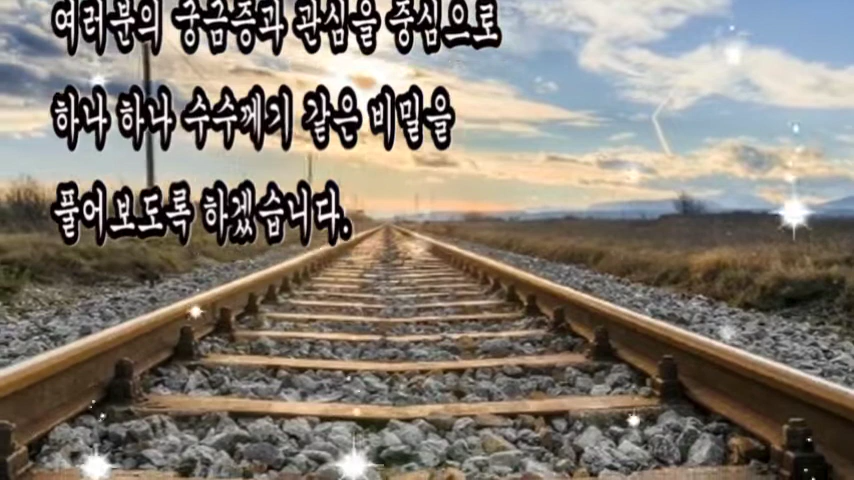 여러분의 궁금증과 관심을 중심으로
하나 하나 수수께기 같은 비밀을
풀어보도록 하겠습니다.